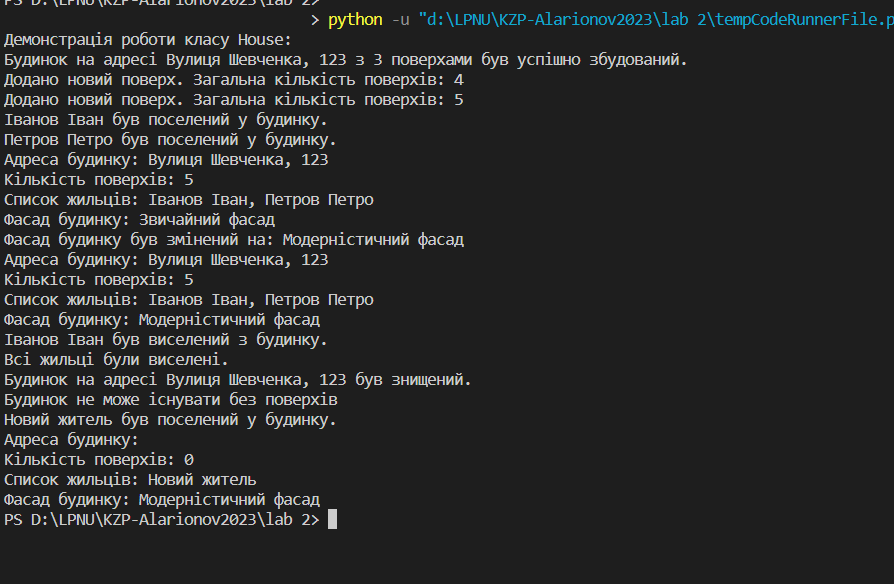 PS D:\LPNU\KZP-Alarionov2023\lab 2>
> python -u "d:\LPNU\KZP-Alarionov2023\lab 2\tempCodeRunnerFile.p
Демонстрація роботи класу House:
Будинок на адресі Вулиця Шевченка, 123 з 3 поверхами був успішно збудований.
Додано новий поверх. Загальна кількість поверхів: 4
Додано новий поверх. Загальна кількість поверхів: 5
Іванов Іван був поселений у будинку.
Петров Петро був поселений у будинку.
Адреса будинку: Вулиця Шевченка, 123
Кількість поверхів: 5
Список жильців: Іванов Іван, Петров Петро
Фасад будинку: Звичайний фасад
Фасад будинку був змінений на: Модерністичний фасад
Адреса будинку: Вулиця Шевченка, 123
Кількість поверхів: 5
Список жильців: Іванов Іван, Петров Петро
Фасад будинку: Модерністичний фасад
Іванов Іван був виселений з будинку.
Всі жильці були виселені.
Будинок на адресі Вулиця Шевченка, 123 був знищений.
Будинок не може існувати без поверхів
Новий житель був поселений у будинку.
Адреса будинку:
Кількість поверхів: 0
Список жильців: Новий житель
Фасад будинку: Модерністичний фасад
PS D:\LPNU\KZP-Alarionov2023\lab 2>